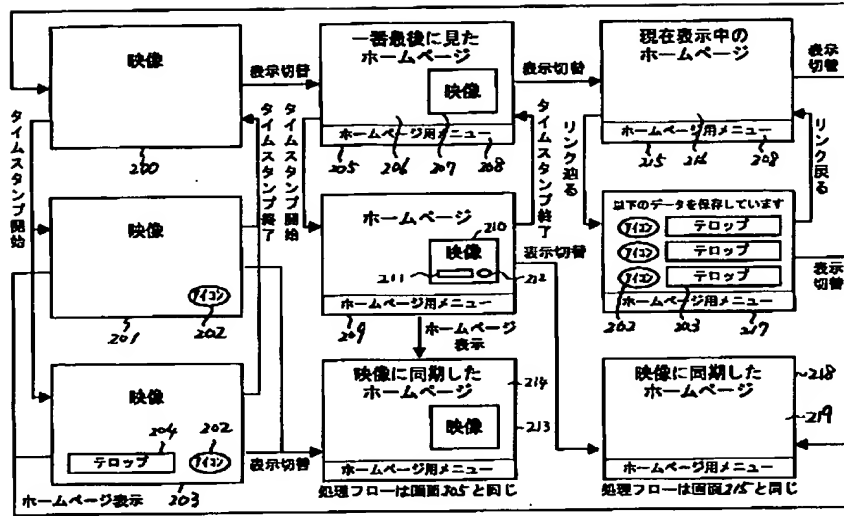 映像
200
表示切替
一番最後に見た
ホームページ
映像
ホームページ用メニュー
205
206
207
208
表示切替
現在表示中の
ホームページ
ホームページ用メニュー
215
216
208
表示
切替
タイムスタンプ開始
タイムスタンプ終了
タイムスタンプ開始
タイムスタンプ終了
リンク辿る
リンク戻る
映像
アイコン
201
202
ホームページ
210
映像
211
212
ホームページ用メニュー
209
表示切替
ホームページ
表示
以下のデータを保存しています
アイコン
テロップ
アイコン
テロップ
アイコン
テロップ
ホームページ用メニュー
202
203
217
表示
切替
映像
204
202
テロップ
アイコン
203
ホームページ表示
表示切替
映像に同期した
ホームページ
214
映像
213
ホームページ用メニュー
処理フローは画面205と同じ
映像に同期した
ホームページ
218
219
ホームページ用メニュー
処理フローは画面215と同じ